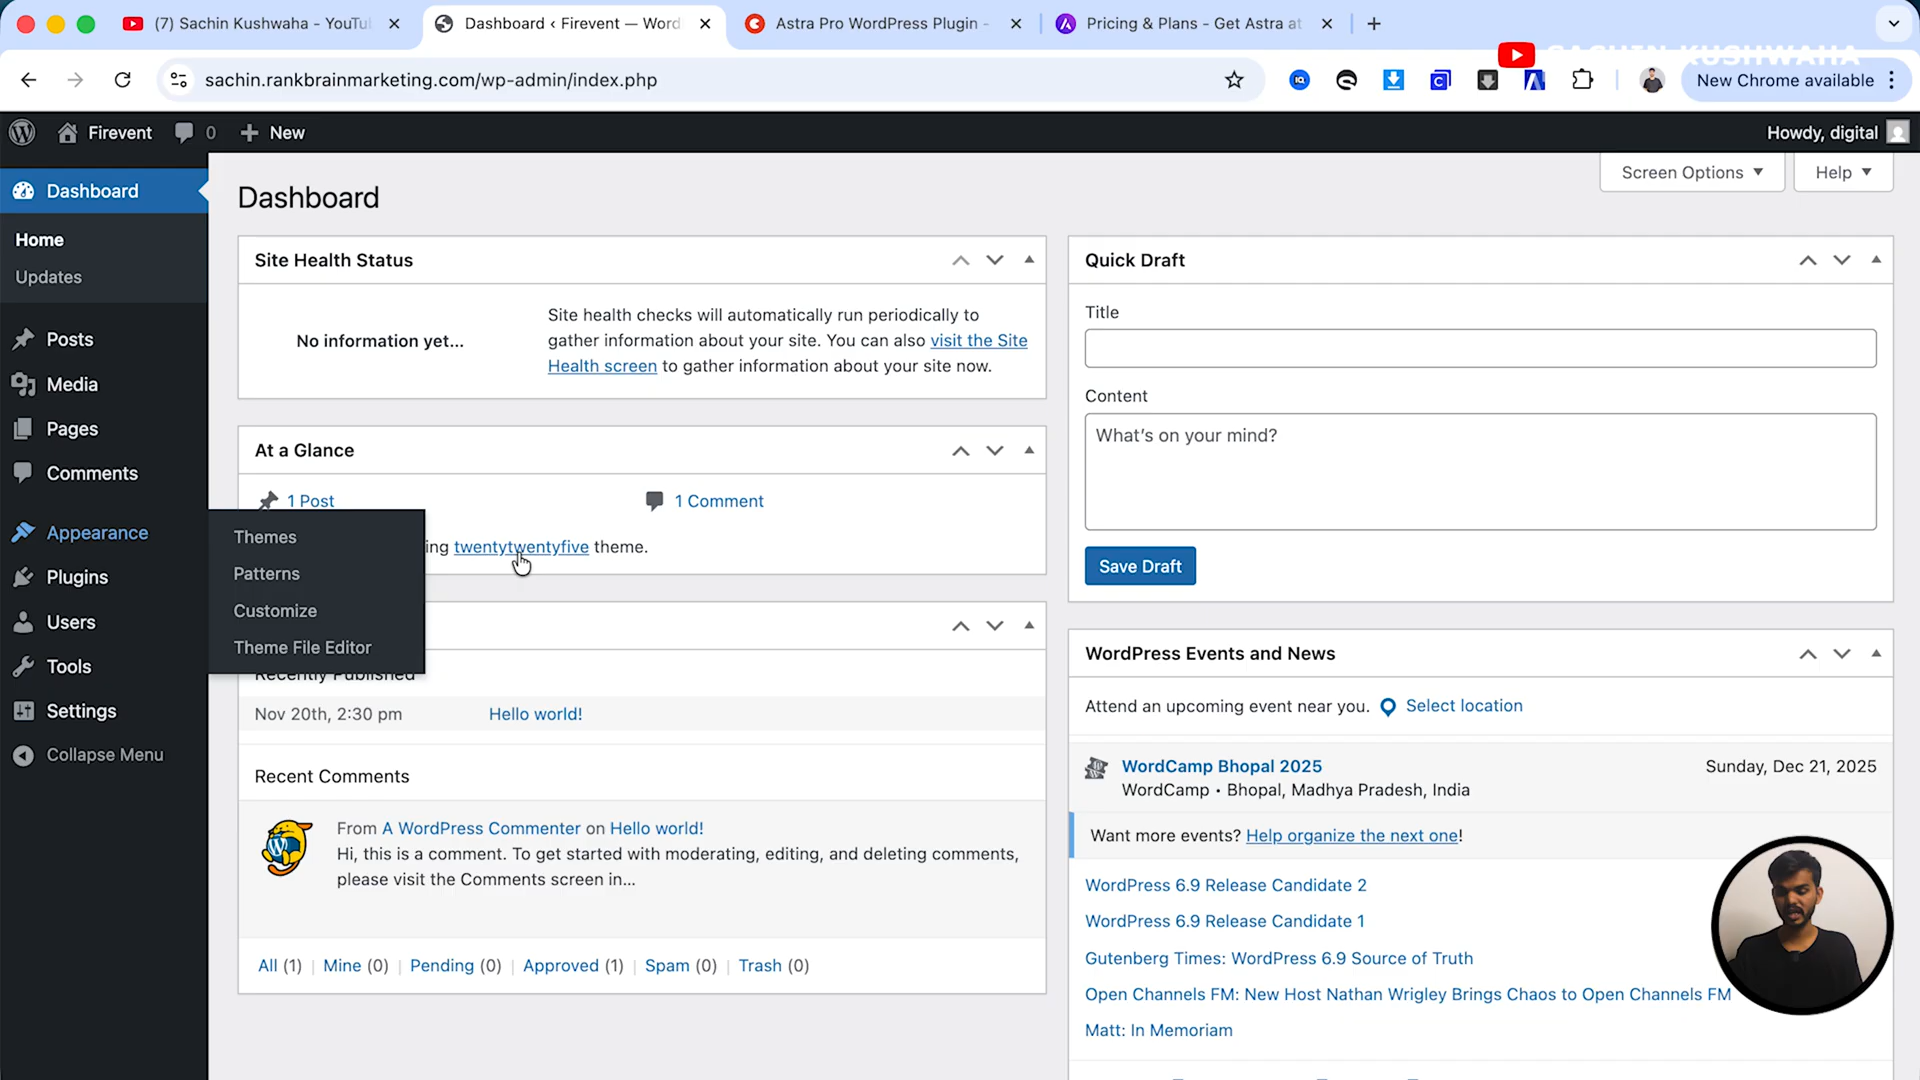 (7) Sachin Kushwaha - YouTu
Dashboard ‹ Firevent — Word
Astra Pro WordPress Plugin -
Pricing & Plans - Get Astra at
SACHIN KUSHWAHA
sachin.rankbrainmarketing.com/wp-admin/index.php
New Chrome available
Firevent
0
New
Howdy, digital
Dashboard
Home
Updates
Posts
Media
Pages
Comments
Appearance
Plugins
Users
Tools
Settings
Collapse Menu
Themes
Patterns
Customize
Theme File Editor
Screen Options
Help
Dashboard
Site Health Status
No information yet...
Site health checks will automatically run periodically to
gather information about your site. You can also visit the Site
Health screen to gather information about your site now.
At a Glance
1 Post
1 Comment
ing twentytwentyfive theme.
Recently Published
Nov 20th, 2:30 pm
Hello world!
Recent Comments
From A WordPress Commenter on Hello world!
Hi, this is a comment. To get started with moderating, editing, and deleting comments,
please visit the Comments screen in...
All (1) | Mine (0) | Pending (0) | Approved (1) | Spam (0) | Trash (0)
Quick Draft
Title
Content
What's on your mind?
Save Draft
WordPress Events and News
Attend an upcoming event near you.
Select location
WordCamp Bhopal 2025
Sunday, Dec 21, 2025
WordCamp • Bhopal, Madhya Pradesh, India
Want more events? Help organize the next one!
WordPress 6.9 Release Candidate 2
WordPress 6.9 Release Candidate 1
Gutenberg Times: WordPress 6.9 Source of Truth
Open Channels FM: New Host Nathan Wrigley Brings Chaos to Open Channels FM
Matt: In Memoriam